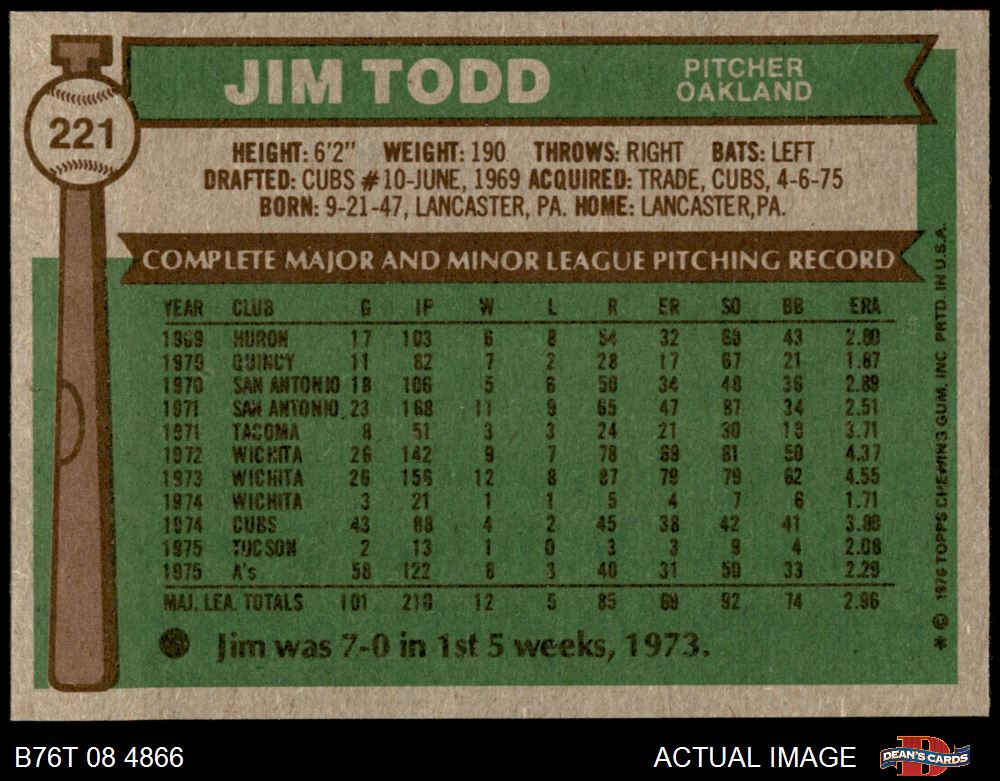 JIM TODD
PITCHER
OAKLAND
221
HEIGHT: 6'2" WEIGHT: 190 THROWS: RIGHT BATS: LEFT
DRAFTED: CUBS #10-JUNE, 1969 ACQUIRED: TRADE, CUBS, 4-6-75
BORN: 9-21-47, LANCASTER, PA. HOME: LANCASTER, PA.
COMPLETE MAJOR AND MINOR LEAGUE PITCHING RECORD
YEAR CLUB G IP W L R ER SO BB ERA
1969 HURON 17 103 6 8 54 32 43 2.80
1970 QUINCY 11 82 7 2 28 17 67 21 1.87
1970 SAN ANTONIO 18 106 5 6 50 34 48 36 2.89
1971 SAN ANTONIO 23 168 11 9 65 47 87 34 2.51
1971 TACOMA 8 51 3 3 24 21 30 3.71
1972 WICHITA 26 142 9 7 78 69 81 50 4.37
1973 WICHITA 26 156 12 8 87 79 79 62 4.55
1974 WICHITA 3 21 1 1 5 4 7 6 1.71
1974 CUBS 43 88 4 2 45 38 42 41
1975 TUCSON 2 13 1 0 3 3 9 4 2.08
1975 A's 58 122 8 3 40 31 50 33 2.29
MAJ. LEA. TOTALS 101 210 12 5 85 69 92 74 2.96
Jim was 7-0 in 1st 5 weeks, 1973.
* © 1976 TOPPS CHEWING GUM, INC PRTD. IN U.S.A.
B76T 08 4866
ACTUAL IMAGE
DEAN'S CARDS